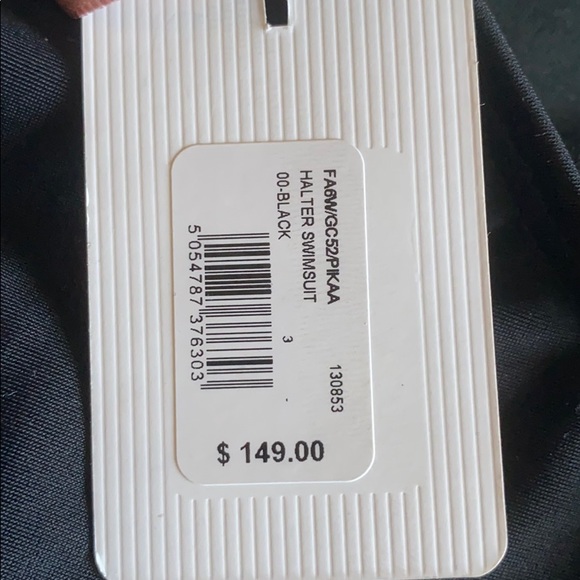 FA6W/GC52/PIKAA
HALTER SWIMSUIT 130853
00-BLACK
3
5 054787 376303
$ 149.00